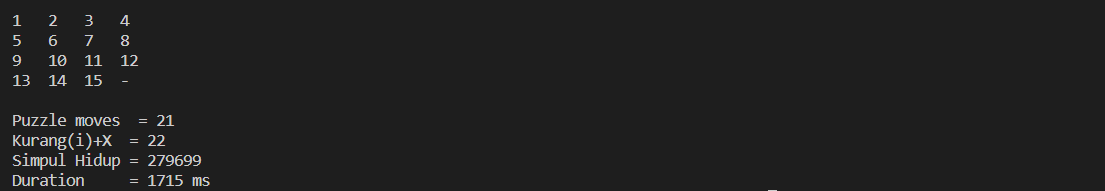 1 2 3 4
5 6 7 8
9 10 11 12
13 14 15 -
Puzzle moves = 21
Kurang(i)+X = 22
Simpul Hidup = 279699
Duration = 1715 ms